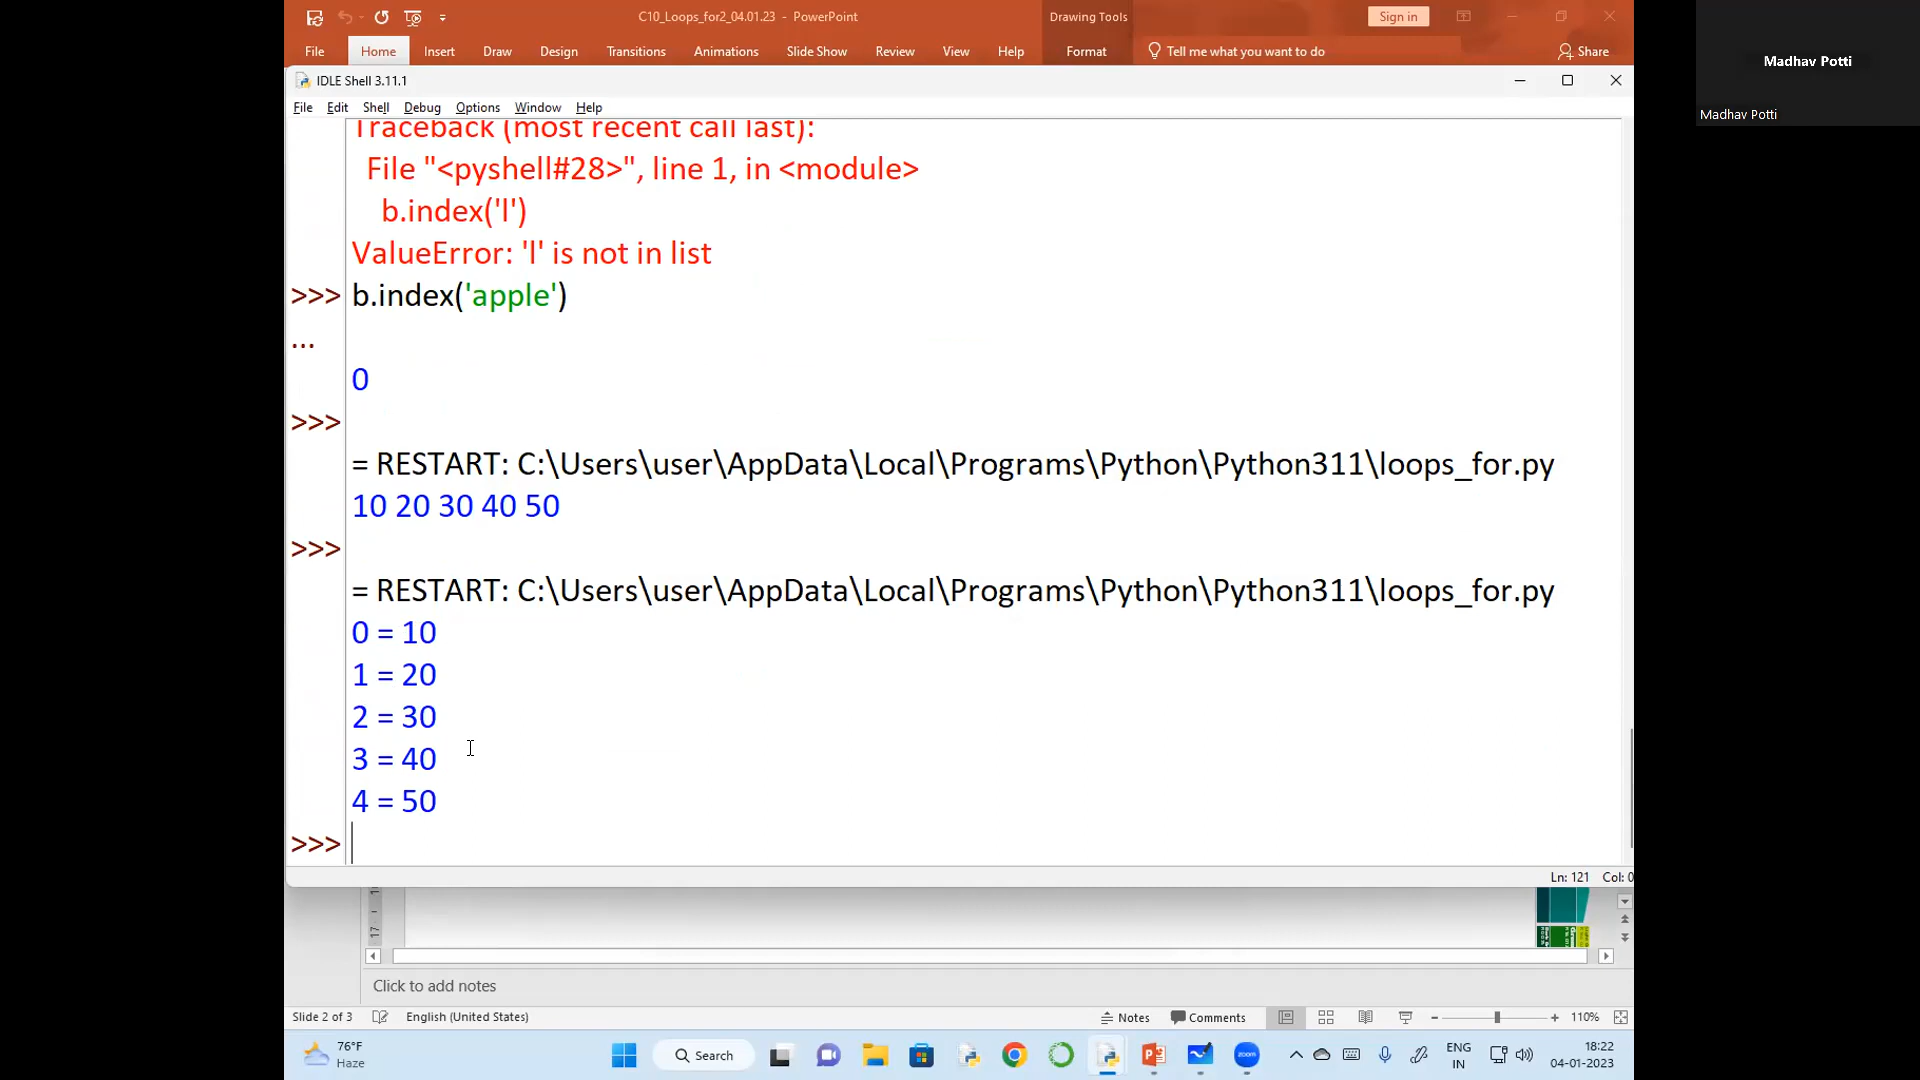 C10_Loops_for2_04.01.23 - PowerPoint
Drawing Tools
Sign in
File Home Insert Draw Design Transitions Animations Slide Show Review View Help Format Tell me what you want to do Share
Madhav Potti
Madhav Potti
IDLE Shell 3.11.1
File Edit Shell Debug Options Window Help
Traceback (most recent call last):
File "<pyshell#28>", line 1, in <module>
b.index('l')
ValueError: 'l' is not in list
>>> b.index('apple')
...
0
>>>
= RESTART: C:\Users\user\AppData\Local\Programs\Python\Python311\loops_for.py
10 20 30 40 50
>>>
= RESTART: C:\Users\user\AppData\Local\Programs\Python\Python311\loops_for.py
0 = 10
1 = 20
2 = 30
3 = 40
4 = 50
>>>
Ln: 121 Col: 0
17
Click to add notes
Slide 2 of 3 English (United States) Notes Comments 110%
76°F
Haze
Search
zoom
ENG
IN
18:22
04-01-2023